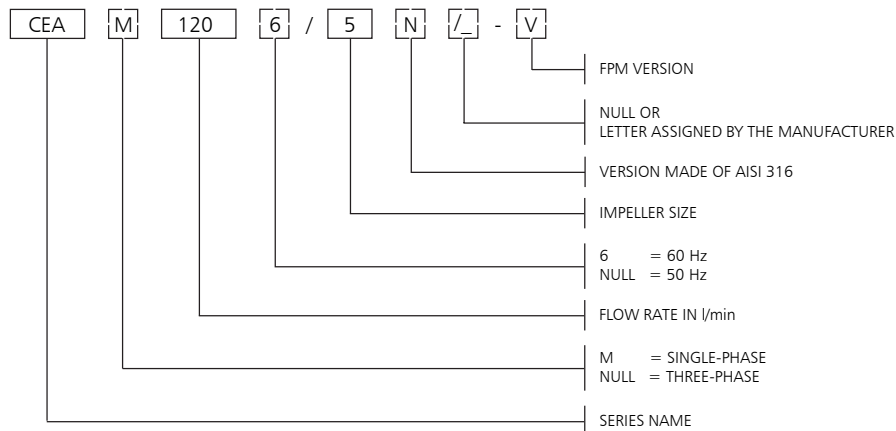 CEA M 120 6 / 5 N /_ - V
FPM VERSION
NULL OR
LETTER ASSIGNED BY THE MANUFACTURER
VERSION MADE OF AISI 316
IMPELLER SIZE
6 = 60 Hz
NULL = 50 Hz
FLOW RATE IN l/min
M = SINGLE-PHASE
NULL = THREE-PHASE
SERIES NAME